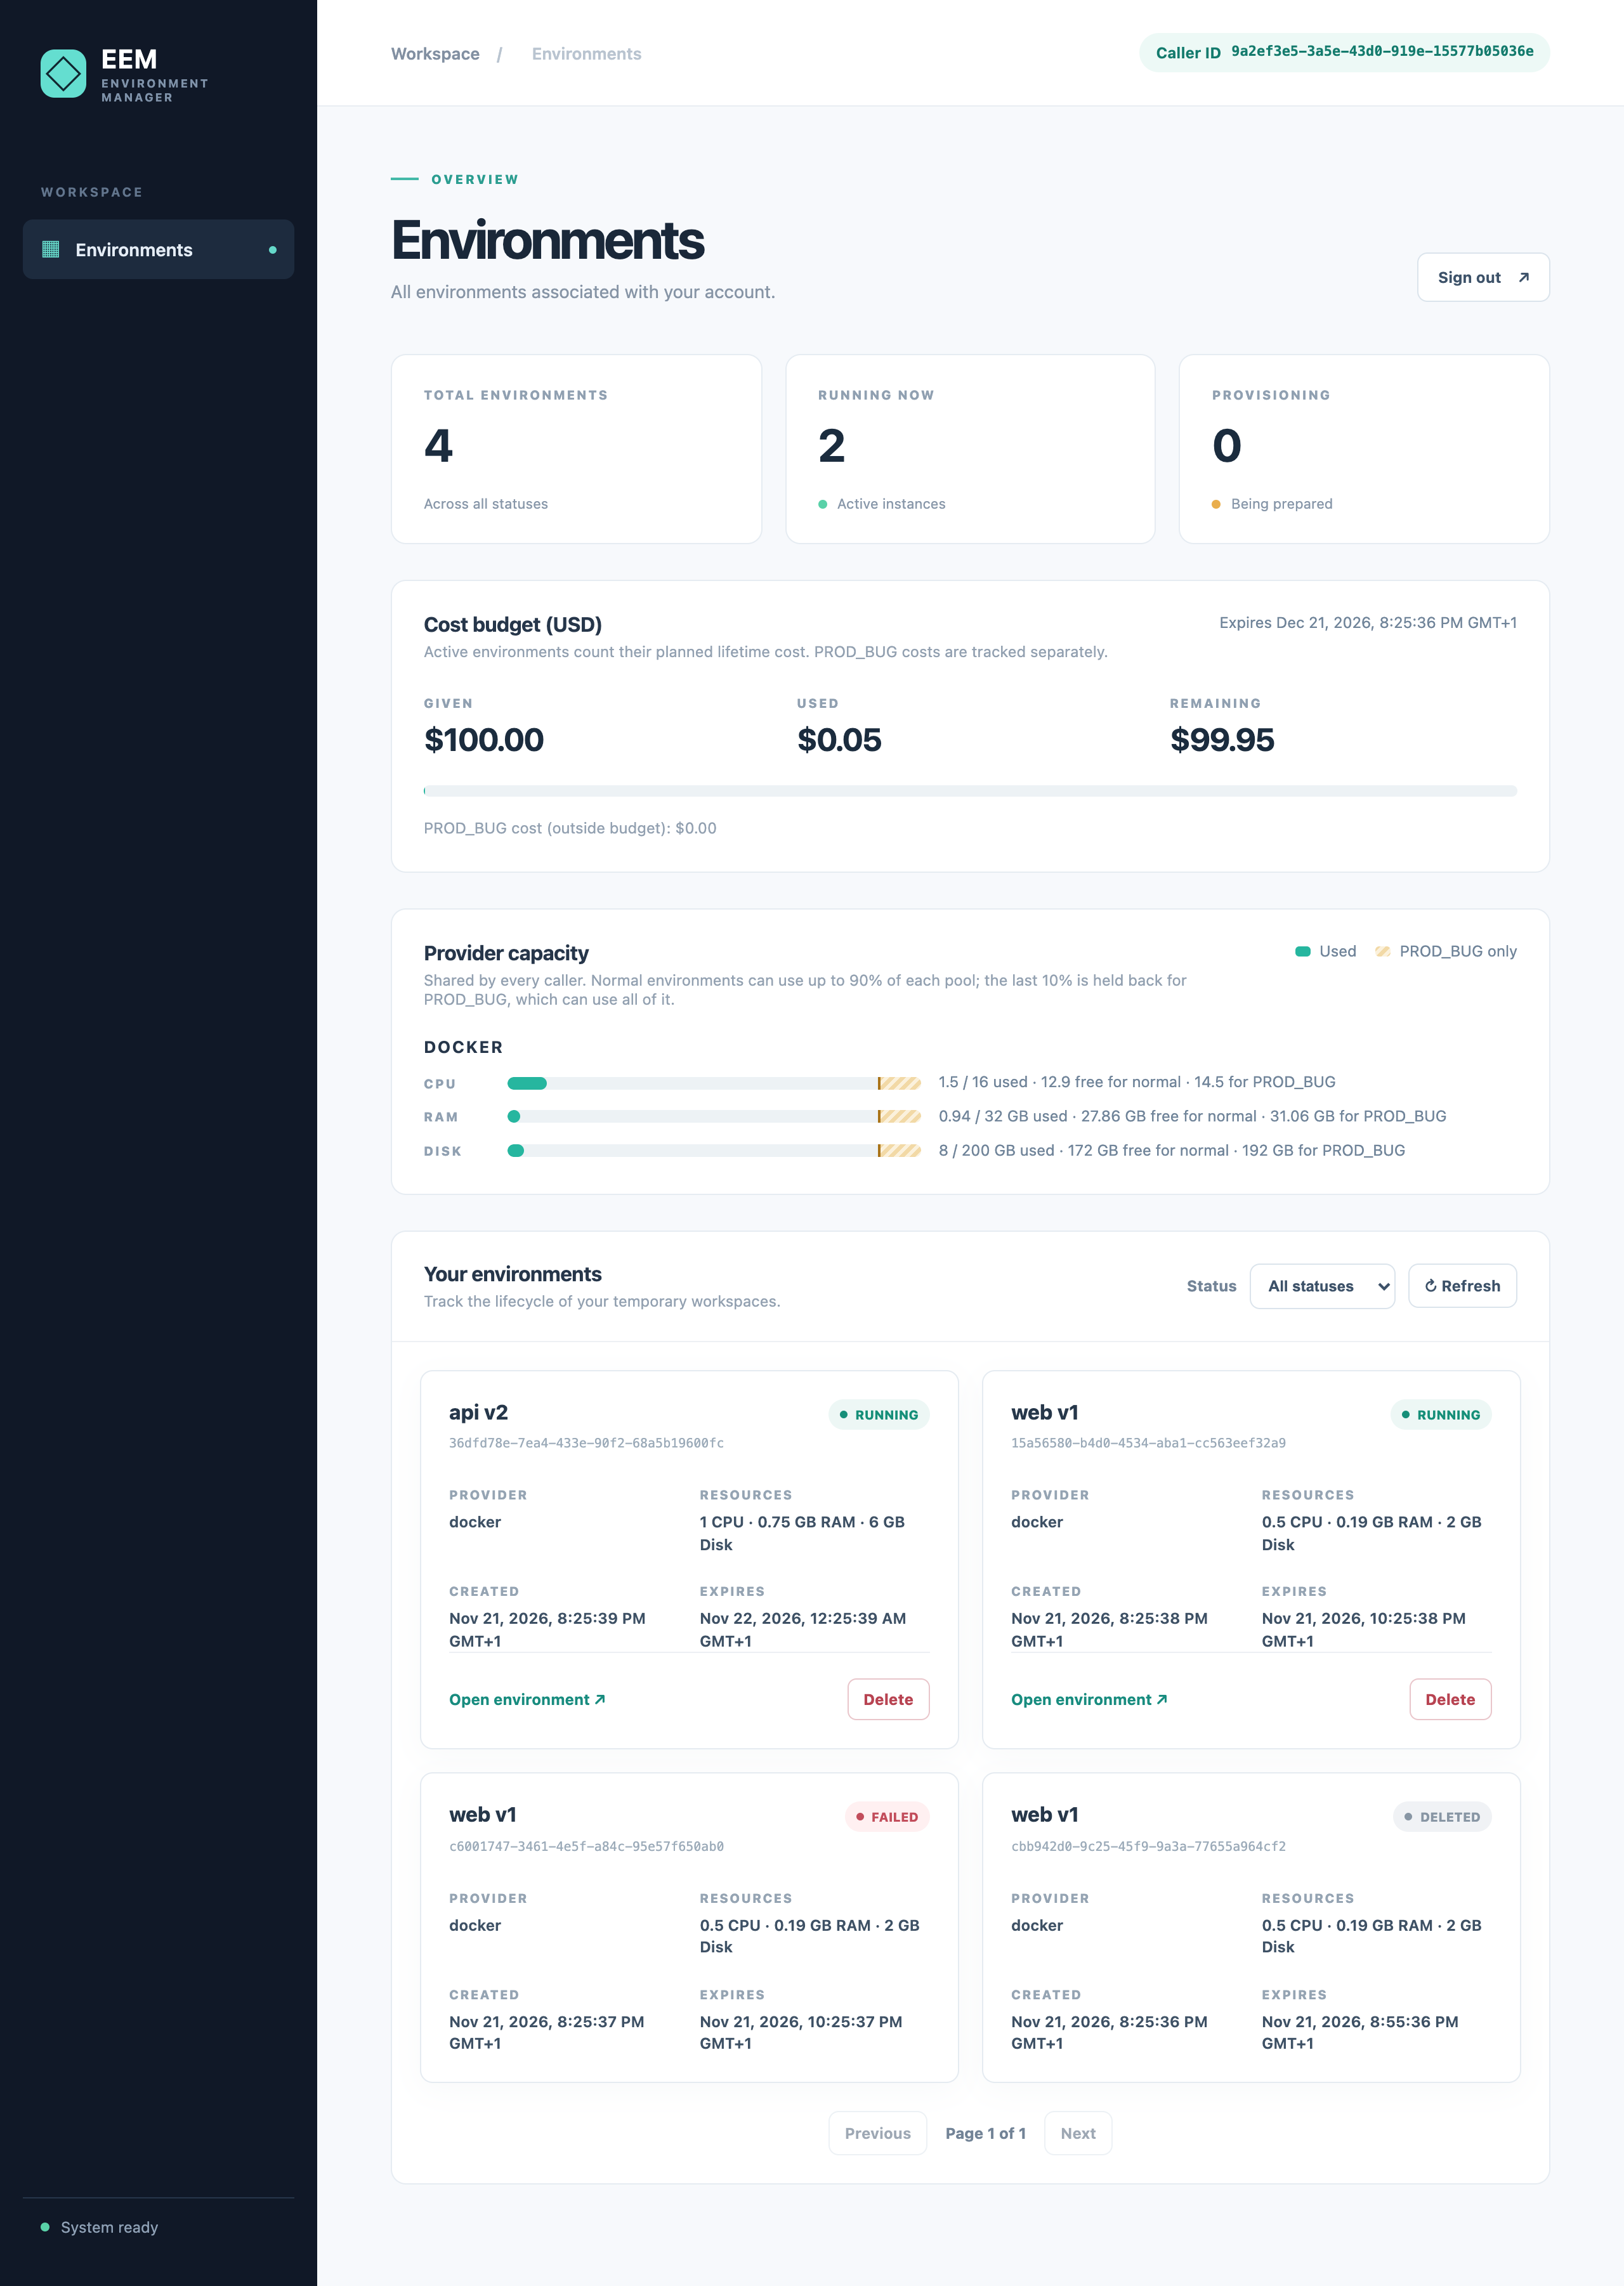 EEM
ENVIRONMENT
MANAGER
WORKSPACE
Environments
System ready
Workspace / Environments
Caller ID 9a2ef3e5-3a5e-43d0-919e-15577b05036e
OVERVIEW
Environments
All environments associated with your account.
Sign out ↗
TOTAL ENVIRONMENTS
4
Across all statuses
RUNNING NOW
2
Active instances
PROVISIONING
0
Being prepared
Cost budget (USD)
Expires Dec 21, 2026, 8:25:36 PM GMT+1
Active environments count their planned lifetime cost. PROD_BUG costs are tracked separately.
GIVEN
$100.00
USED
$0.05
REMAINING
$99.95
PROD_BUG cost (outside budget): $0.00
Provider capacity
Used
PROD_BUG only
Shared by every caller. Normal environments can use up to 90% of each pool; the last 10% is held back for
PROD_BUG, which can use all of it.
DOCKER
CPU
1.5 / 16 used · 12.9 free for normal · 14.5 for PROD_BUG
RAM
0.94 / 32 GB used · 27.86 GB free for normal · 31.06 GB for PROD_BUG
DISK
8 / 200 GB used · 172 GB free for normal · 192 GB for PROD_BUG
Your environments
Track the lifecycle of your temporary workspaces.
Status
All statuses
↻ Refresh
api v2
RUNNING
36dfd78e-7ea4-433e-90f2-68a5b19600fc
PROVIDER
docker
RESOURCES
1 CPU · 0.75 GB RAM · 6 GB
Disk
CREATED
Nov 21, 2026, 8:25:39 PM
GMT+1
EXPIRES
Nov 22, 2026, 12:25:39 AM
GMT+1
Open environment ↗
Delete
web v1
RUNNING
15a56580-b4d0-4534-aba1-cc563eef32a9
PROVIDER
docker
RESOURCES
0.5 CPU · 0.19 GB RAM · 2 GB
Disk
CREATED
Nov 21, 2026, 8:25:38 PM
GMT+1
EXPIRES
Nov 21, 2026, 10:25:38 PM
GMT+1
Open environment ↗
Delete
web v1
FAILED
c6001747-3461-4e5f-a84c-95e57f650ab0
PROVIDER
docker
RESOURCES
0.5 CPU · 0.19 GB RAM · 2 GB
Disk
CREATED
Nov 21, 2026, 8:25:37 PM
GMT+1
EXPIRES
Nov 21, 2026, 10:25:37 PM
GMT+1
web v1
DELETED
cbb942d0-9c25-45f9-9a3a-77655a964cf2
PROVIDER
docker
RESOURCES
0.5 CPU · 0.19 GB RAM · 2 GB
Disk
CREATED
Nov 21, 2026, 8:25:36 PM
GMT+1
EXPIRES
Nov 21, 2026, 8:55:36 PM
GMT+1
Previous
Page 1 of 1
Next